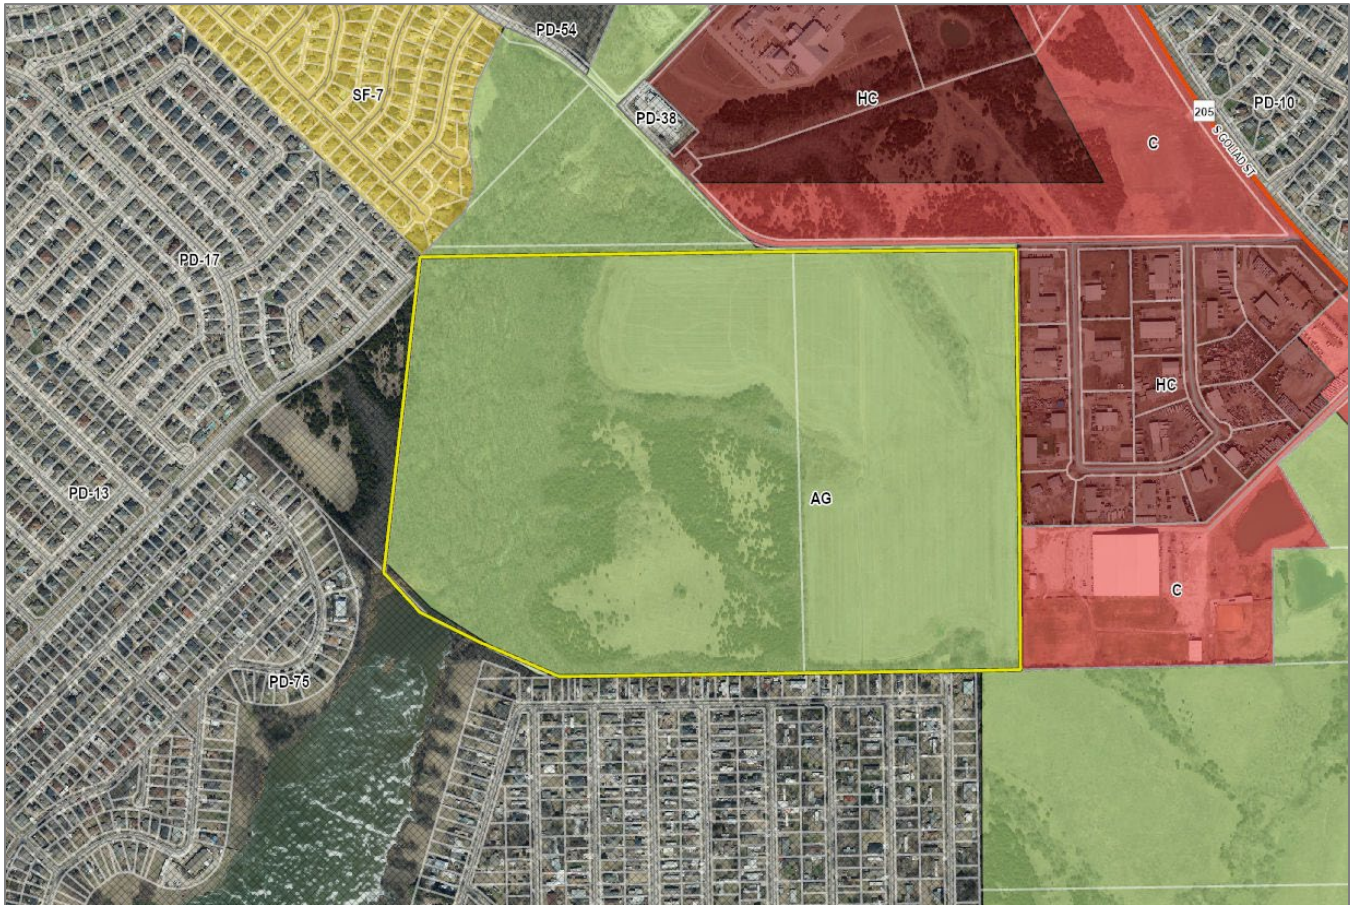 PD-54
SF-7
HC
PD-38
PD-10
205
S GOLIAD ST
C
PD-17
HC
PD-13
AG
C
PD-75